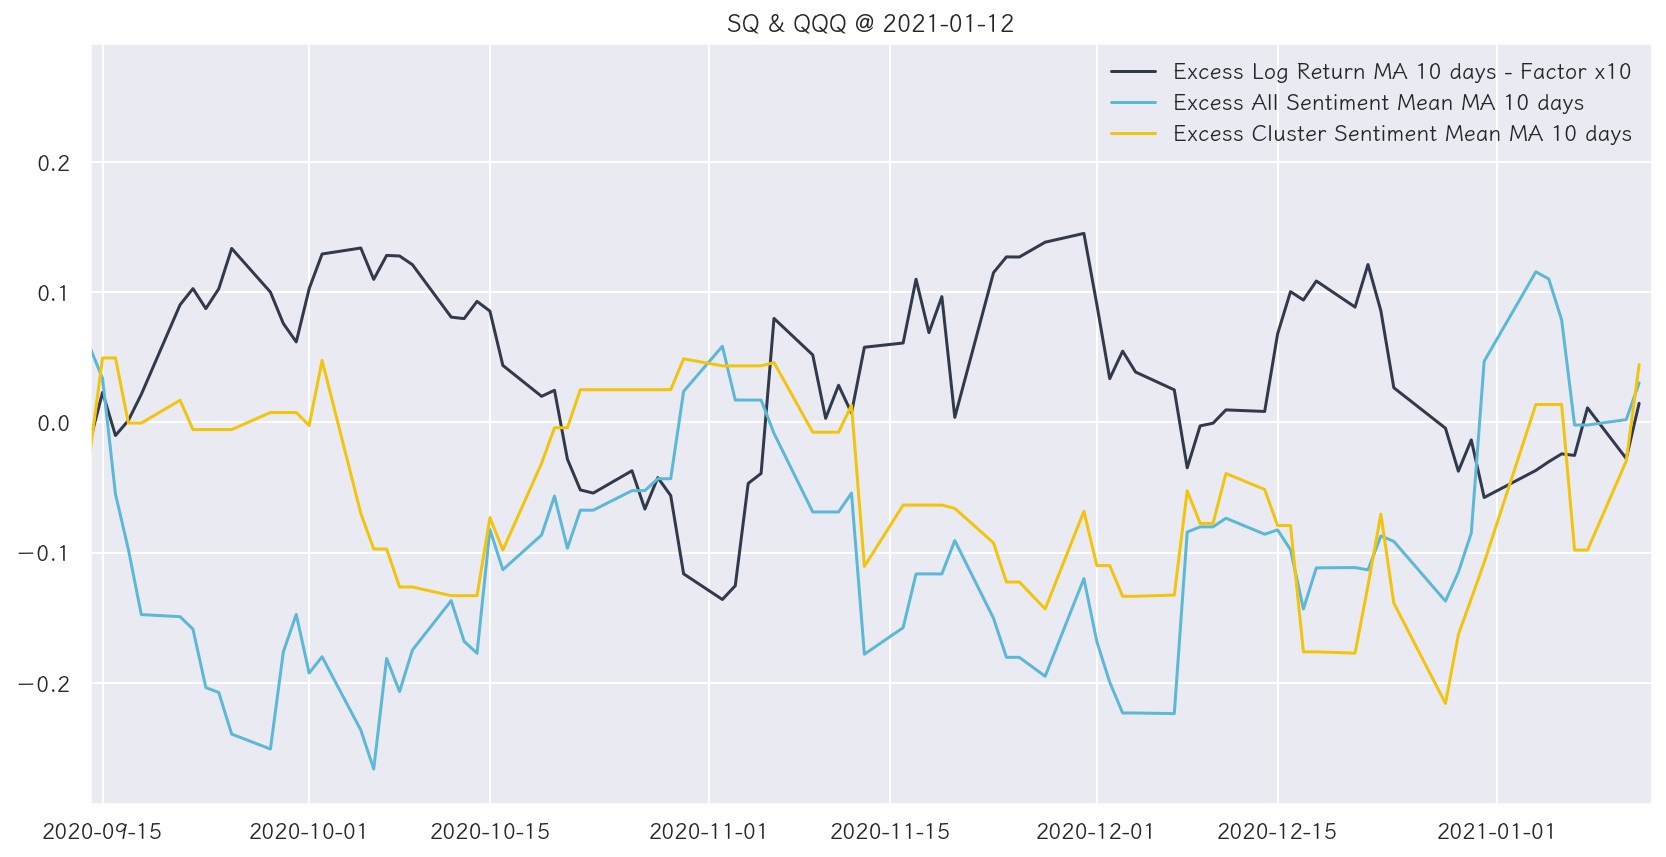 SQ & QQQ @ 2021-01-12
Excess Log Return MA 10 days - Factor x10
Excess All Sentiment Mean MA 10 days
Excess Cluster Sentiment Mean MA 10 days
0.2
0.1
0.0
−0.1
−0.2
2020-09-15 2020-10-01 2020-10-15 2020-11-01 2020-11-15 2020-12-01 2020-12-15 2021-01-01